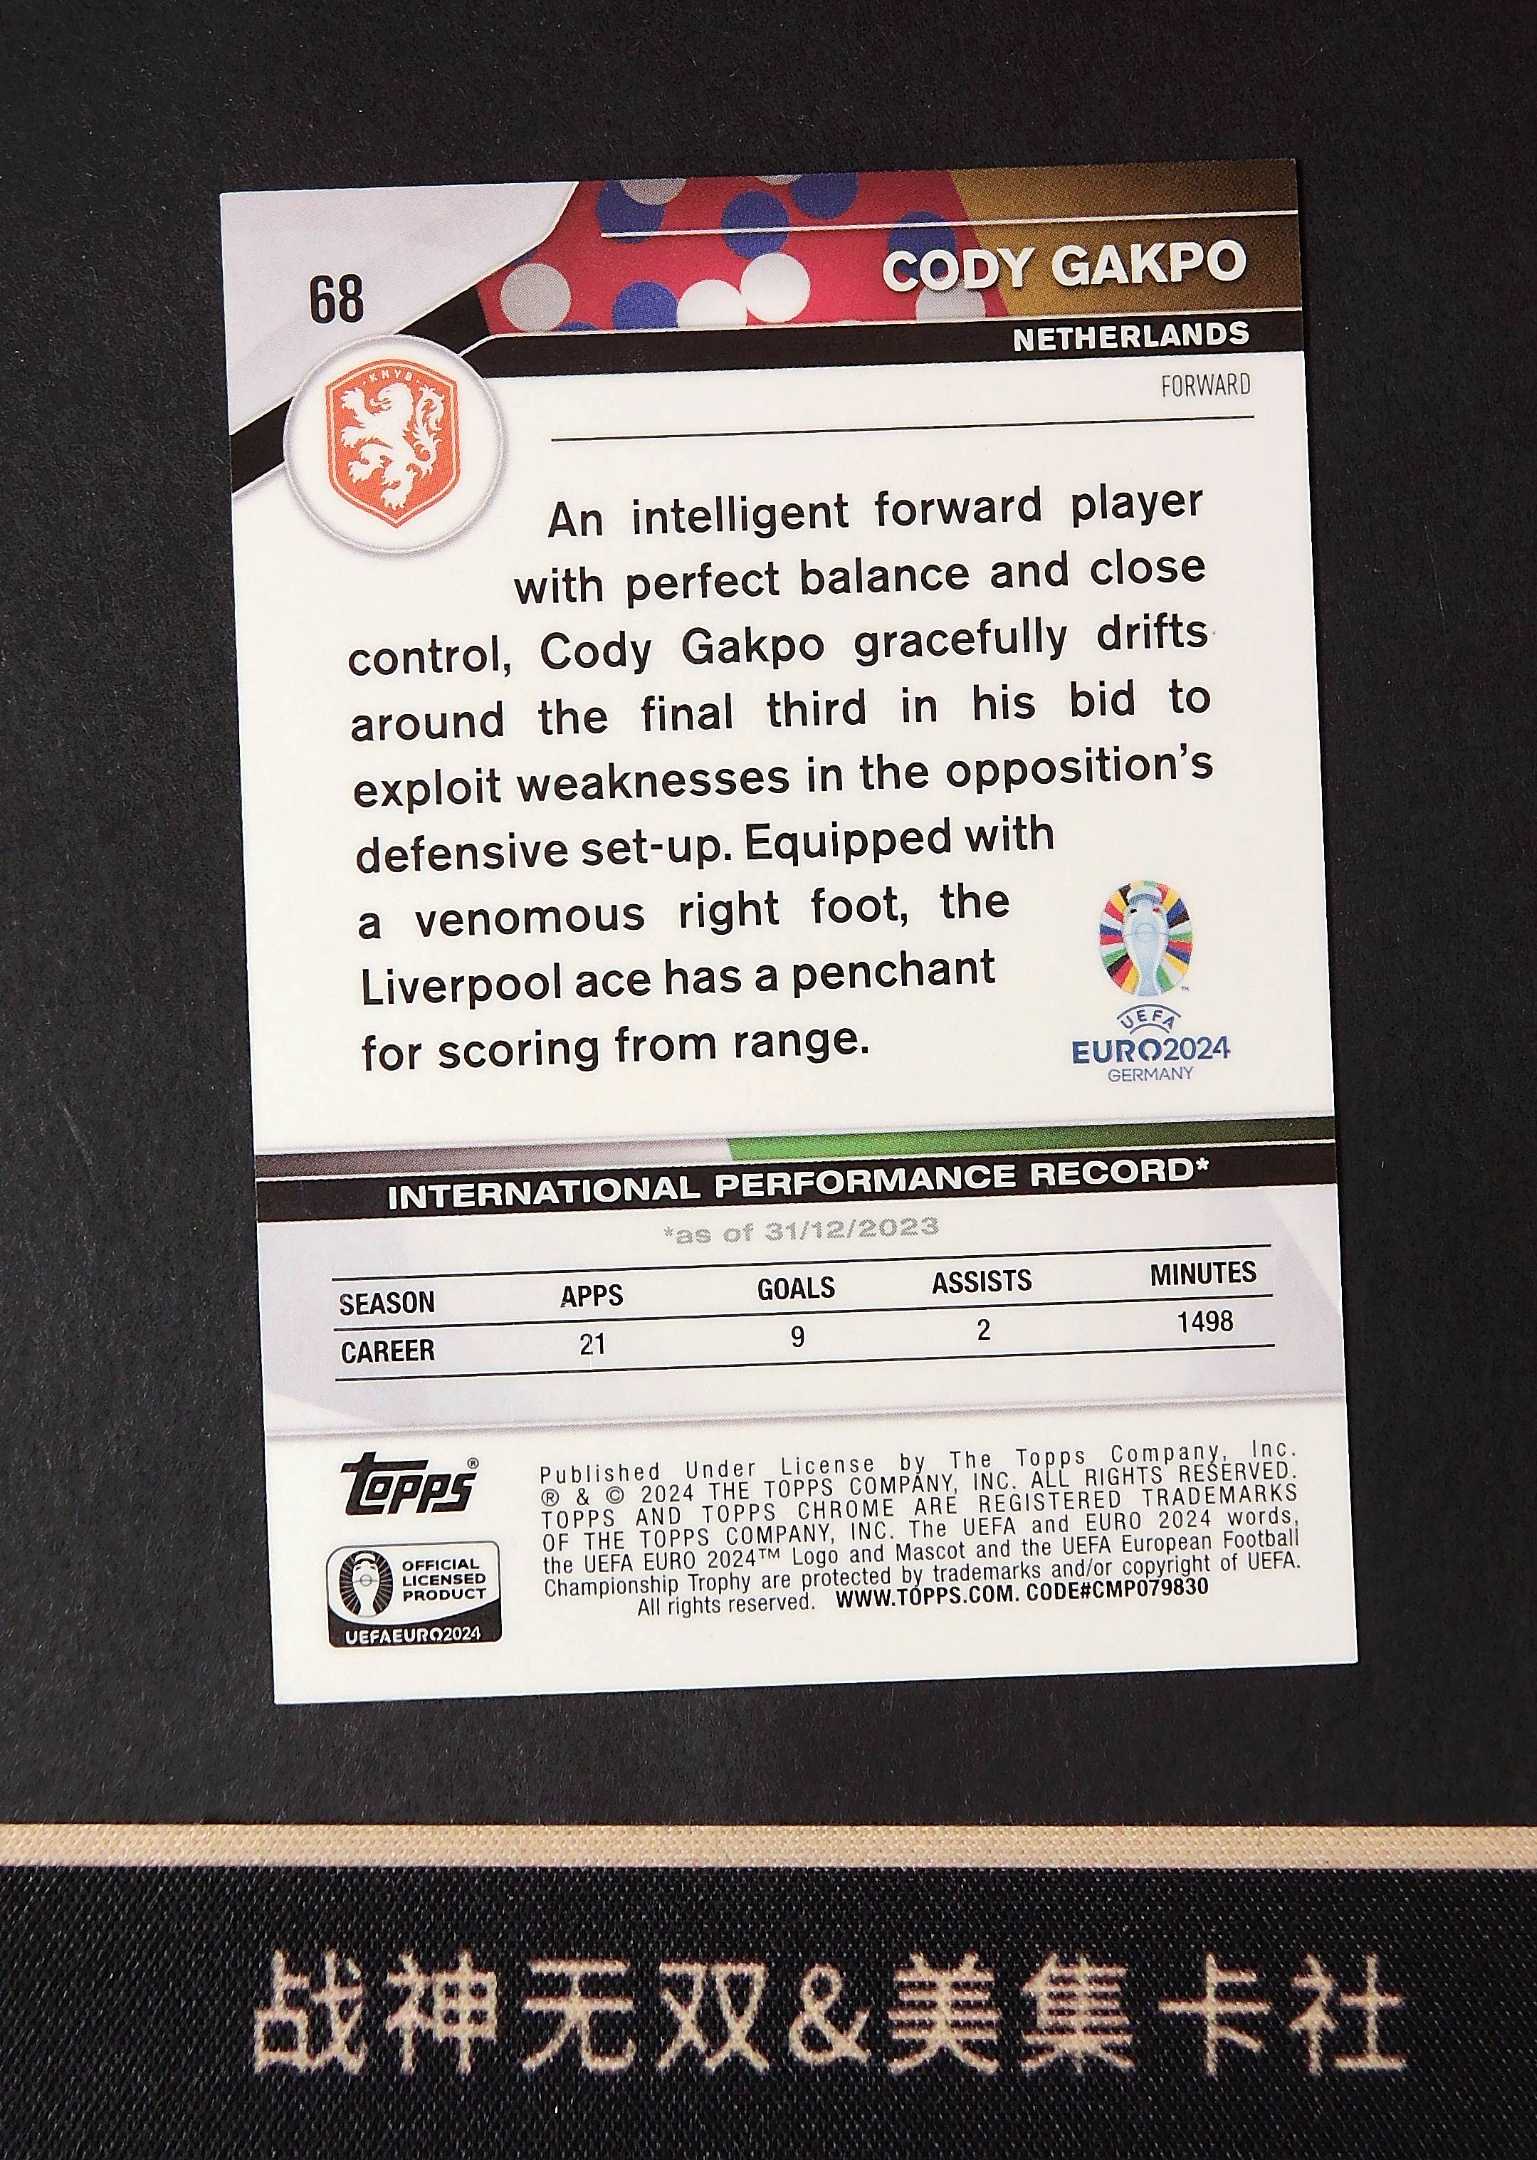 68
CODY GAKPO
NETHERLANDS
FORWARD
KNVB
An intelligent forward player
with perfect balance and close
control, Cody Gakpo gracefully drifts
around the final third in his bid to
exploit weaknesses in the opposition's
defensive set-up. Equipped with
a venomous right foot, the
Liverpool ace has a penchant
for scoring from range.
UEFA
EURO2024
GERMANY
INTERNATIONAL PERFORMANCE RECORD*
*as of 31/12/2023
SEASON APPS GOALS ASSISTS MINUTES
CAREER 21 9 2 1498
topps®
OFFICIAL
LICENSED
PRODUCT
UEFAEURO2024
Published Under License by The Topps Company, Inc.
® & © 2024 THE TOPPS COMPANY, INC. ALL RIGHTS RESERVED.
TOPPS AND TOPPS CHROME ARE REGISTERED TRADEMARKS
OF THE TOPPS COMPANY, INC. The UEFA and EURO 2024 words,
the UEFA EURO 2024™ Logo and Mascot and the UEFA European Football
Championship Trophy are protected by trademarks and/or copyright of UEFA.
All rights reserved. WWW.TOPPS.COM. CODE#CMP079830
战神无双&美集卡社